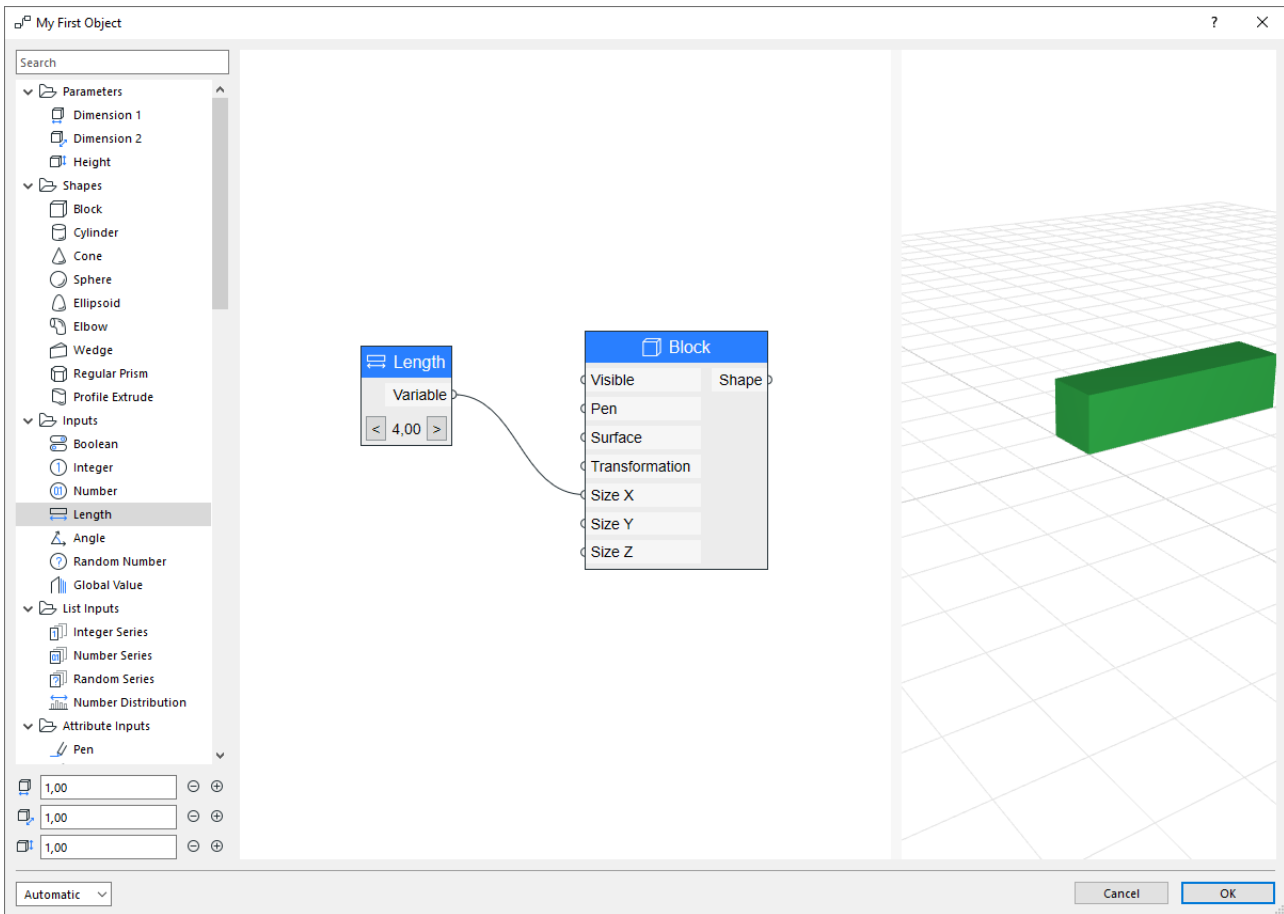 My First Object
?
Search
Parameters
Dimension 1
Dimension 2
Height
Shapes
Block
Cylinder
Cone
Sphere
Ellipsoid
Elbow
Wedge
Regular Prism
Profile Extrude
Inputs
Boolean
Integer
Number
Length
Angle
Random Number
Global Value
List Inputs
Integer Series
Number Series
Random Series
Number Distribution
Attribute Inputs
Pen
1,00
1,00
1,00
Automatic
Length
Variable
< 4,00 >
Block
Visible Shape
Pen
Surface
Transformation
Size X
Size Y
Size Z
Cancel OK